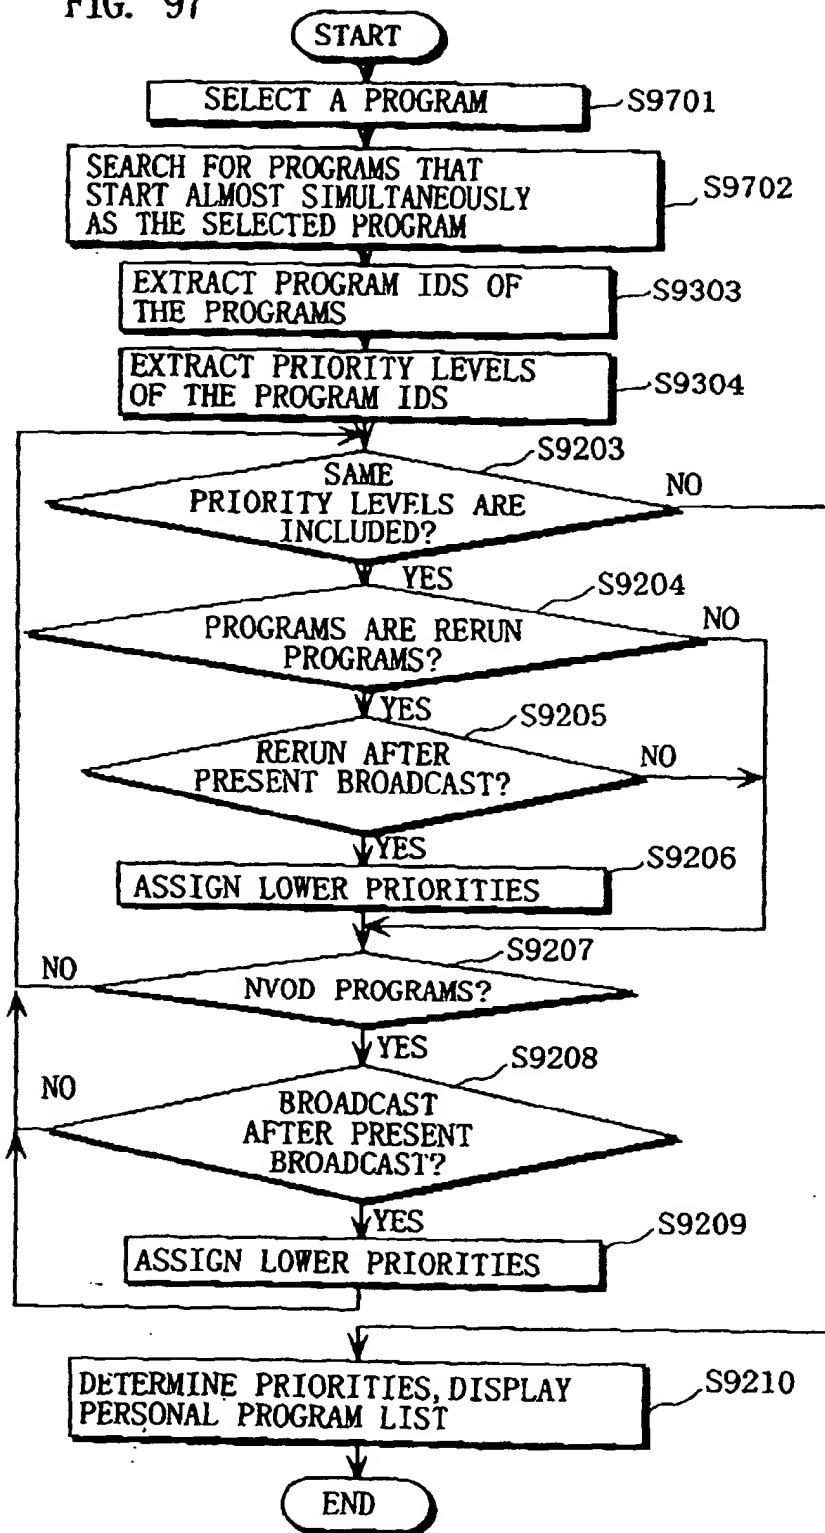 FIG. 97
START
SELECT A PROGRAM
S9701
SEARCH FOR PROGRAMS THAT
START ALMOST SIMULTANEOUSLY
AS THE SELECTED PROGRAM
S9702
EXTRACT PROGRAM IDS OF
THE PROGRAMS
S9303
EXTRACT PRIORITY LEVELS
OF THE PROGRAM IDS
S9304
S9203
SAME
PRIORITY LEVELS ARE
INCLUDED?
NO
YES
S9204
PROGRAMS ARE RERUN
PROGRAMS?
NO
YES
S9205
RERUN AFTER
PRESENT BROADCAST?
NO
YES
S9206
ASSIGN LOWER PRIORITIES
S9207
NO
NVOD PROGRAMS?
YES
S9208
NO
BROADCAST
AFTER PRESENT
BROADCAST?
YES
S9209
ASSIGN LOWER PRIORITIES
DETERMINE PRIORITIES, DISPLAY
PERSONAL PROGRAM LIST
S9210
END